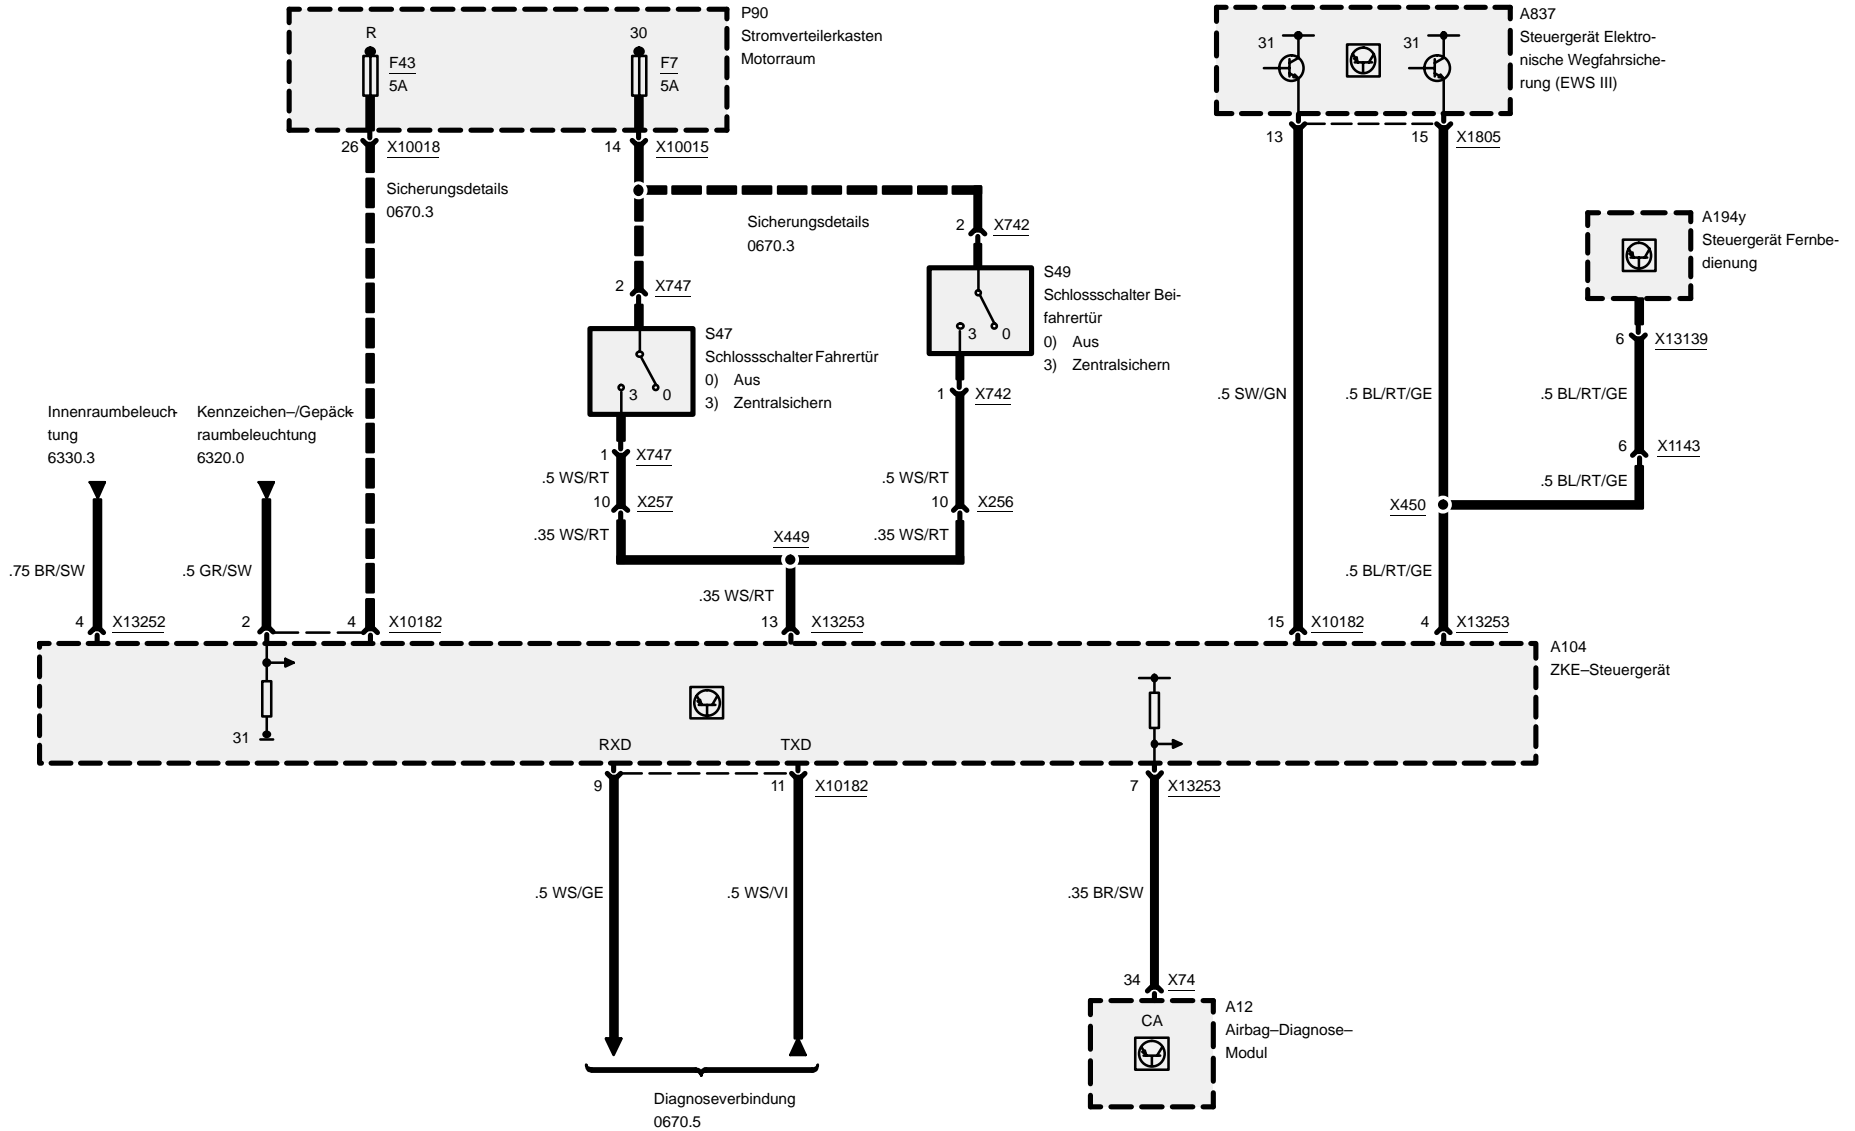 P90
Stromverteilerkasten
Motorraum
R
F43
5A
30
F7
5A
26 X10018
14 X10015
Sicherungsdetails
0670.3
Sicherungsdetails
0670.3
2 X742
2 X747
S49
Schlossschalter Bei-
fahrertür
0) Aus
3) Zentralsichern
3 0
S47
Schlossschalter Fahrertür
0) Aus
3) Zentralsichern
3 0
1 X742
1 X747
.5 WS/RT
.5 WS/RT
10 X257
10 X256
.35 WS/RT
.35 WS/RT
X449
.35 WS/RT
A837
Steuergerät Elektro-
nische Wegfahrsiche-
rung (EWS III)
31
31
13
15 X1805
A194y
Steuergerät Fernbe-
dienung
6 X13139
.5 SW/GN
.5 BL/RT/GE
.5 BL/RT/GE
6 X1143
.5 BL/RT/GE
X450
.5 BL/RT/GE
Innenraumbeleuch-
tung
6330.3
Kennzeichen–/Gepäck-
raumbeleuchtung
6320.0
.75 BR/SW
.5 GR/SW
4 X13252
2
4 X10182
13 X13253
15 X10182
4 X13253
A104
ZKE–Steuergerät
31
RXD
TXD
9
11 X10182
7 X13253
.5 WS/GE
.5 WS/VI
.35 BR/SW
34 X74
A12
Airbag–Diagnose–
Modul
CA
Diagnoseverbindung
0670.5